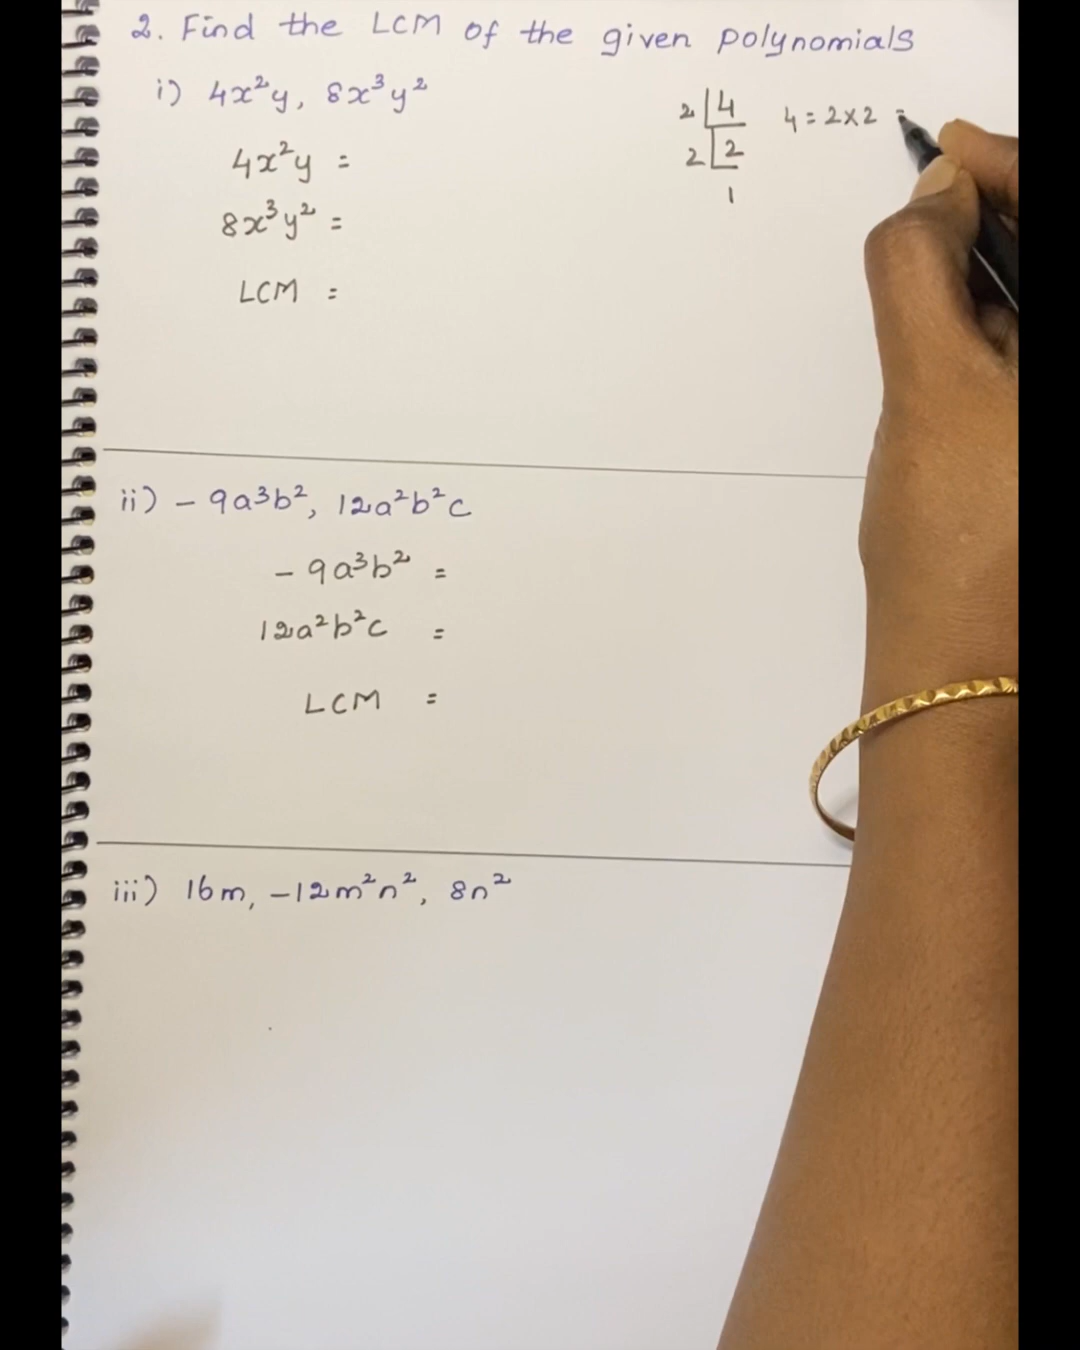 2. Find the LCM of the given polynomials
i) 4x²y, 8x³y²
2 | 4   4 = 2×2 =
2 | 2
1
4x²y =
8x³y² =
LCM =
ii) - 9a³b², 12a²b²c
- 9a³b² =
12a²b²c =
LCM =
iii) 16m, -12m²n², 8n²